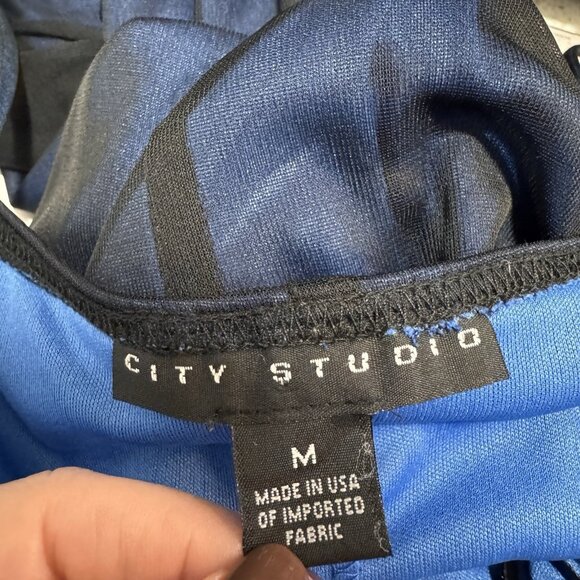 CITY STUDIO
M
MADE IN USA
OF IMPORTED
FABRIC